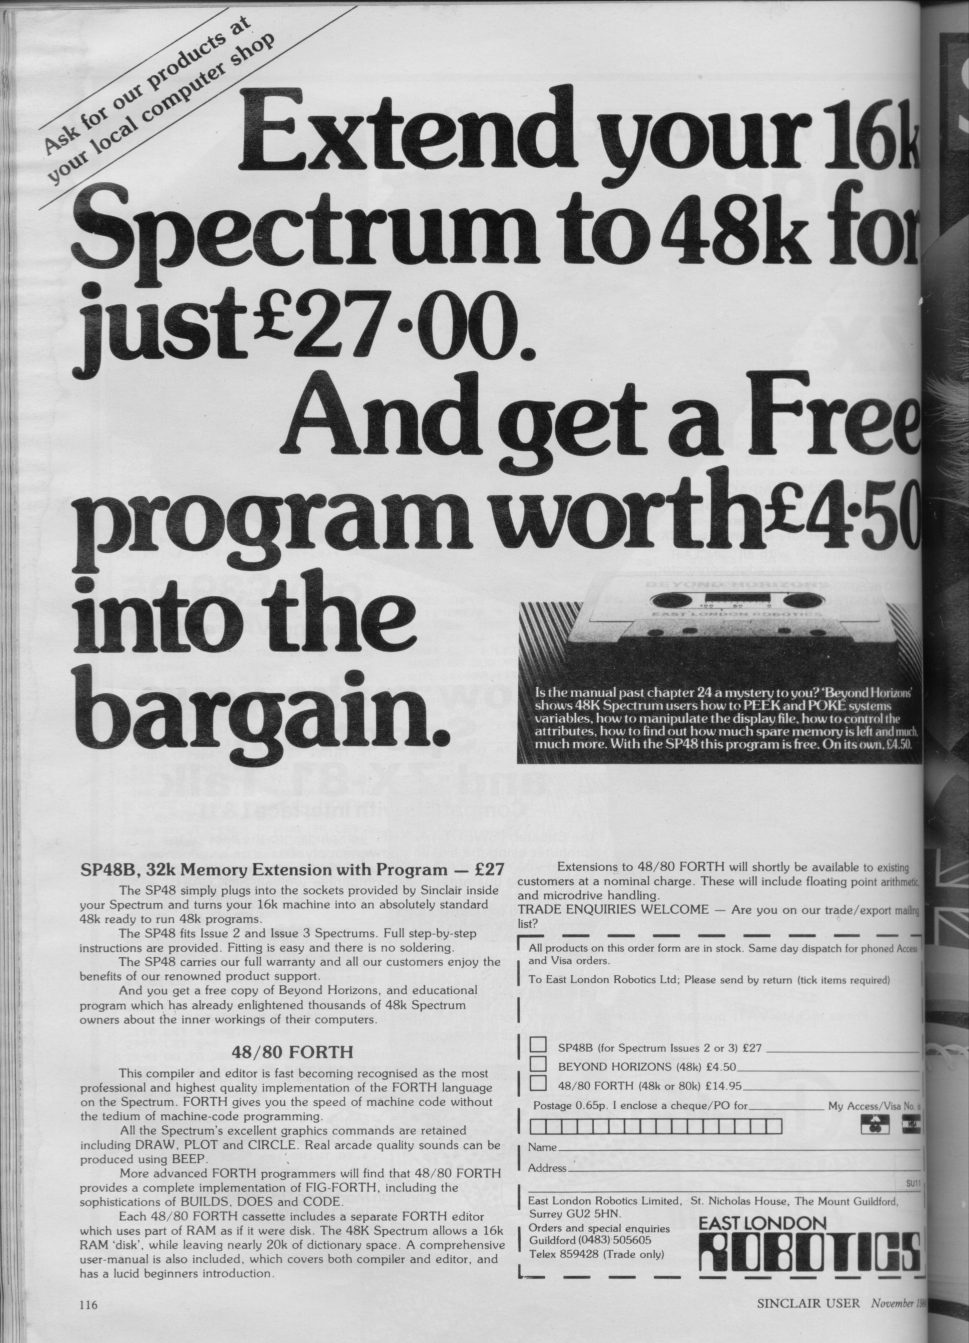 Ask for our products at
your local computer shop
Extend your 16k
Spectrum to 48k for
just £27·00.
And get a Free
program worth £4·50
into the
bargain.
BEYOND HORIZONS
EAST LONDON ROBOTICS
Is the manual past chapter 24 a mystery to you? 'Beyond Horizons'
shows 48K Spectrum users how to PEEK and POKE systems
variables, how to manipulate the display file, how to control the
attributes, how to find out how much spare memory is left and much,
much more. With the SP48 this program is free. On its own, £4.50.
SP48B, 32k Memory Extension with Program — £27
The SP48 simply plugs into the sockets provided by Sinclair inside
your Spectrum and turns your 16k machine into an absolutely standard
48k ready to run 48k programs.
The SP48 fits Issue 2 and Issue 3 Spectrums. Full step-by-step
instructions are provided. Fitting is easy and there is no soldering.
The SP48 carries our full warranty and all our customers enjoy the
benefits of our renowned product support.
And you get a free copy of Beyond Horizons, and educational
program which has already enlightened thousands of 48k Spectrum
owners about the inner workings of their computers.
48/80 FORTH
This compiler and editor is fast becoming recognised as the most
professional and highest quality implementation of the FORTH language
on the Spectrum. FORTH gives you the speed of machine code without
the tedium of machine-code programming.
All the Spectrum's excellent graphics commands are retained
including DRAW, PLOT and CIRCLE. Real arcade quality sounds can be
produced using BEEP.
More advanced FORTH programmers will find that 48/80 FORTH
provides a complete implementation of FIG-FORTH, including the
sophistications of BUILDS, DOES and CODE.
Each 48/80 FORTH cassette includes a separate FORTH editor
which uses part of RAM as if it were disk. The 48K Spectrum allows a 16k
RAM 'disk', while leaving nearly 20k of dictionary space. A comprehensive
user-manual is also included, which covers both compiler and editor, and
has a lucid beginners introduction.
Extensions to 48/80 FORTH will shortly be available to existing
customers at a nominal charge. These will include floating point arithmetic,
and microdrive handling.
TRADE ENQUIRIES WELCOME — Are you on our trade/export mailing
list?
All products on this order form are in stock. Same day dispatch for phoned Access
and Visa orders.
To East London Robotics Ltd; Please send by return (tick items required)
SP48B (for Spectrum Issues 2 or 3) £27
BEYOND HORIZONS (48k) £4.50
48/80 FORTH (48k or 80k) £14.95
Postage 0.65p. I enclose a cheque/PO for My Access/Visa No.
Name
Address
SU11
East London Robotics Limited, St. Nicholas House, The Mount Guildford,
Surrey GU2 5HN.
Orders and special enquiries
Guildford (0483) 505605
Telex 859428 (Trade only)
EAST LONDON
ROBOTICS
116
SINCLAIR USER November